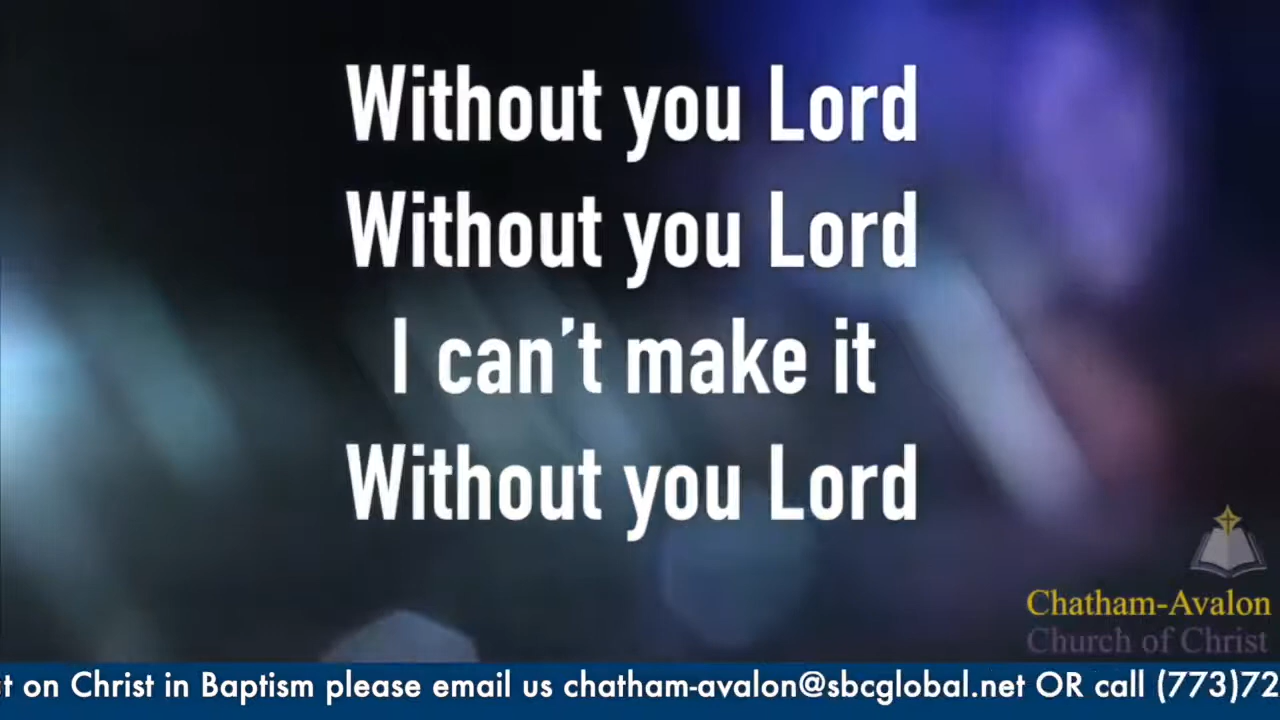 Without you Lord
Without you Lord
I can't make it
Without you Lord
Chatham-Avalon
Church of Christ
on Christ in Baptism please email us chatham-avalon@sbcglobal.net OR call (773)72